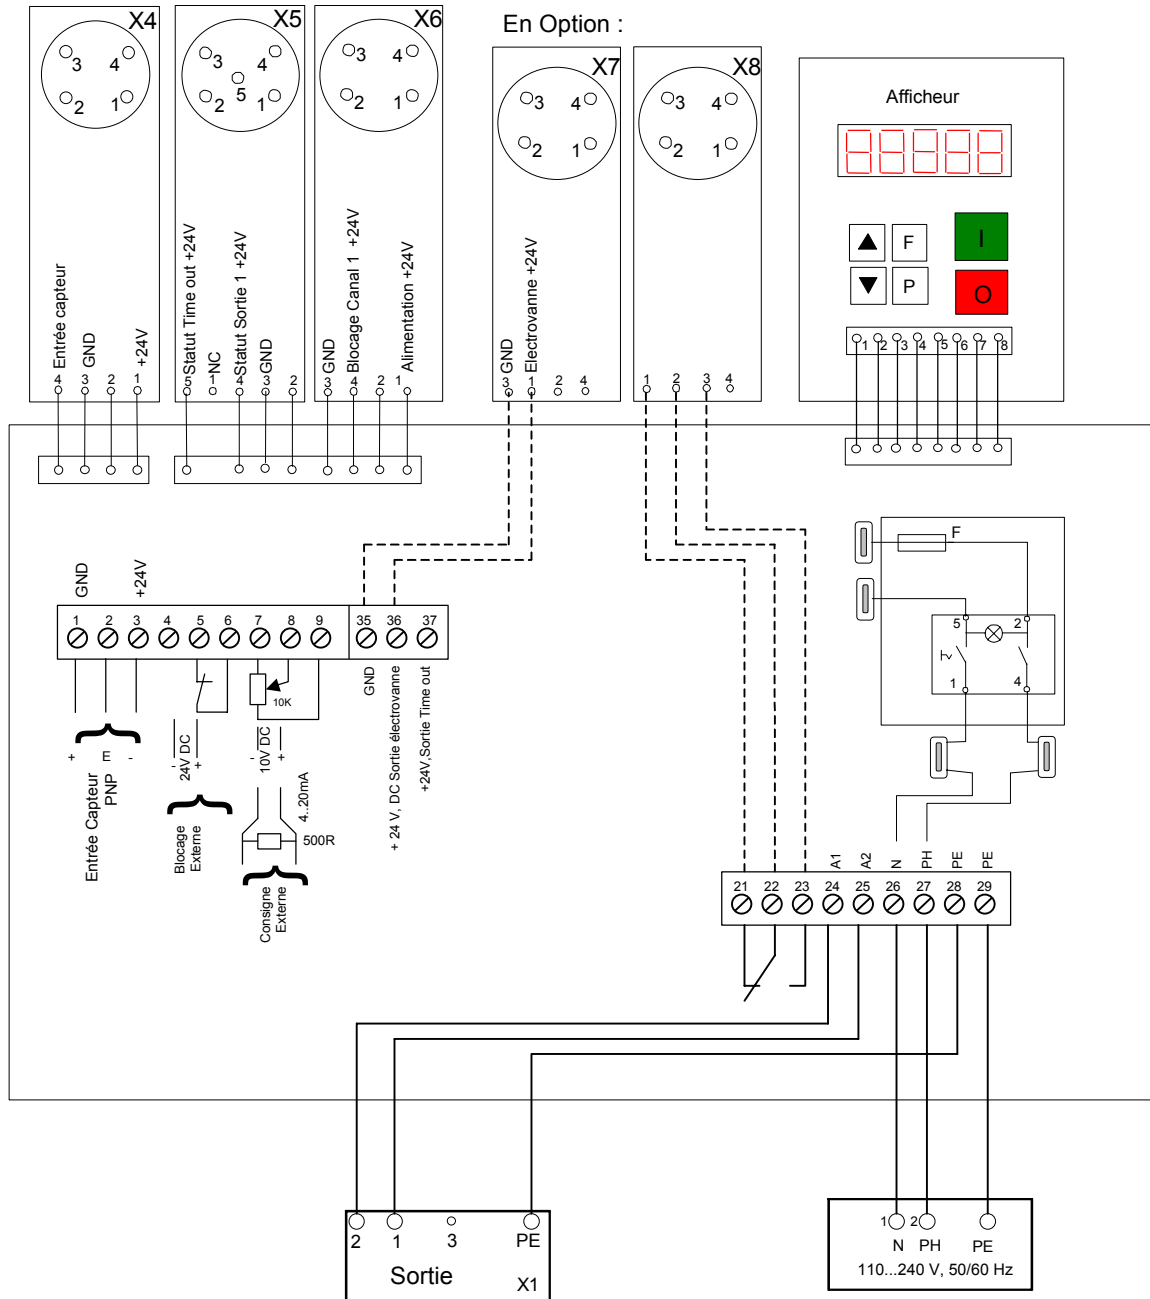 En Option :
X4
X5
X6
X7
X8
3 4
2 1
3 4
2 5 1
3 4
2 1
3 4
2 1
3 4
2 1
Afficheur
F
P
I
O
1 2 3 4 5 6 7 8
Entrée capteur
GND
+24V
4 3 2 1
Statut Time out +24V
NC
Statut Sortie 1 +24V
GND
5 1 4 3 2
GND
Blocage Canal 1 +24V
Alimentation +24V
3 4 2 1
GND
Electrovanne +24V
3 1 2 4
1 2 3 4
F
5 2
1 4
GND
+24V
1 2 3 4 5 6 7 8 9 35 36 37
10K
GND
+ 24 V, DC Sortie électrovanne
+24V,Sortie Time out
+ E -
Entrée Capteur
PNP
24V DC
- +
Blocage
Externe
10V DC
- +
4..20mA
500R
Consigne
Externe
A1 A2 N PH PE PE
21 22 23 24 25 26 27 28 29
2 1 3 PE
Sortie
X1
1 2
N PH PE
110...240 V, 50/60 Hz